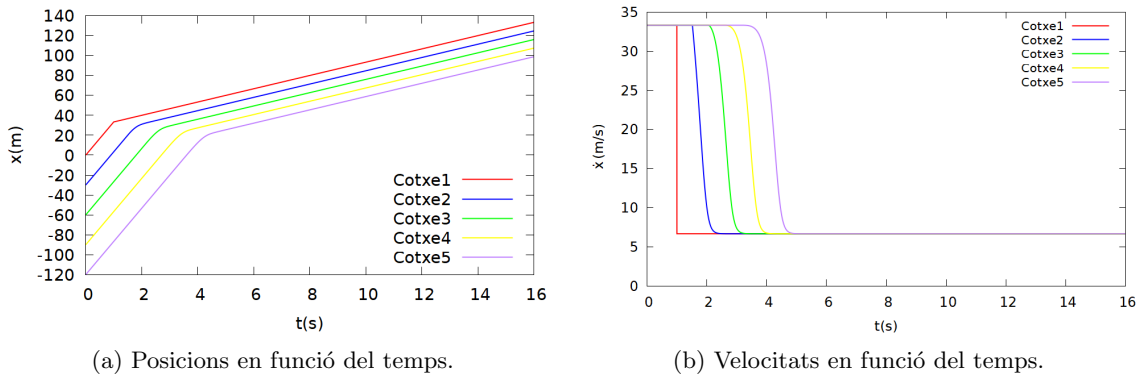 140
120
100
80
60
40
20
0
-20
-40
-60
-80
-100
-120
x(m)
0 2 4 6 8 10 12 14 16
t(s)
Cotxe1
Cotxe2
Cotxe3
Cotxe4
Cotxe5
(a) Posicions en funció del temps.
35
30
25
20
15
10
5
0
ẋ (m/s)
0 2 4 6 8 10 12 14 16
t(s)
Cotxe1
Cotxe2
Cotxe3
Cotxe4
Cotxe5
(b) Velocitats en funció del temps.